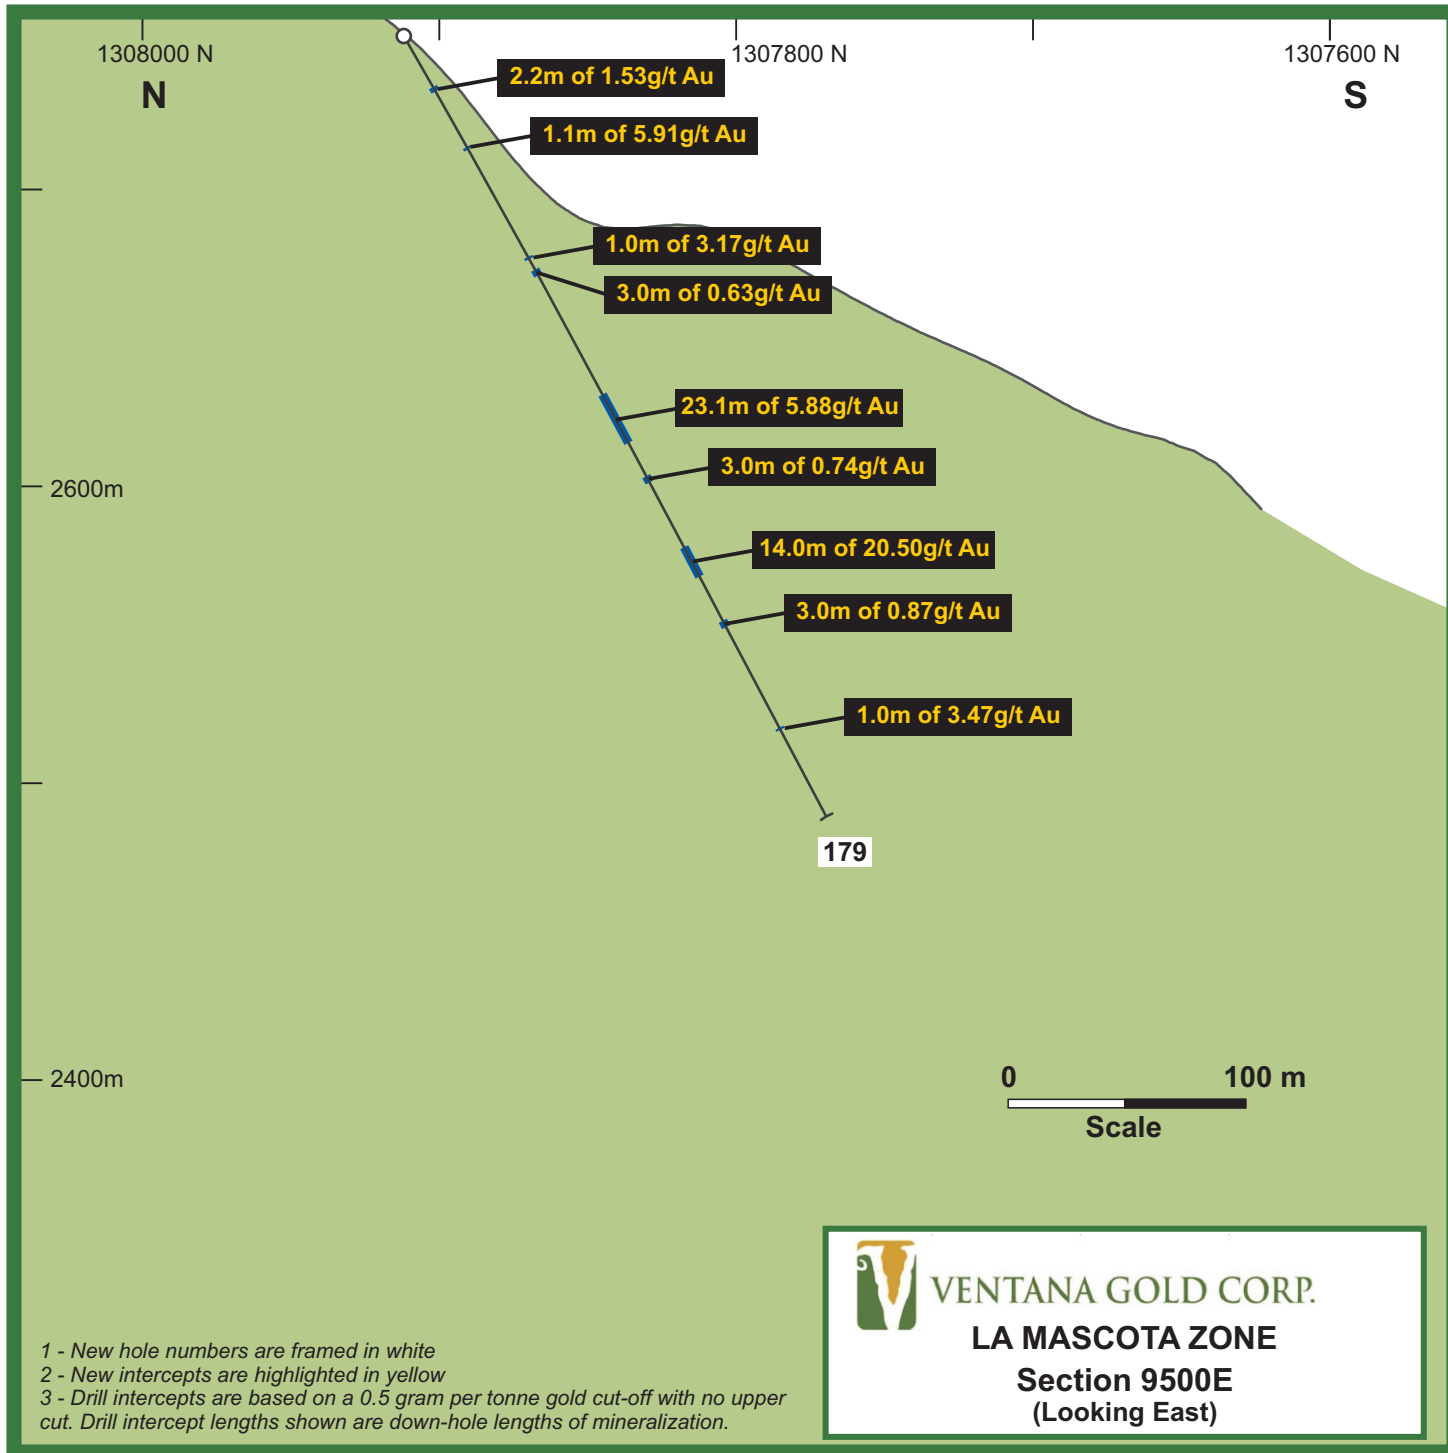 1308000 N
1307800 N
1307600 N
N
S
2.2m of 1.53g/t Au
1.1m of 5.91g/t Au
1.0m of 3.17g/t Au
3.0m of 0.63g/t Au
23.1m of 5.88g/t Au
3.0m of 0.74g/t Au
2600m
14.0m of 20.50g/t Au
3.0m of 0.87g/t Au
1.0m of 3.47g/t Au
179
2400m
0
100 m
Scale
VENTANA GOLD CORP.
LA MASCOTA ZONE
Section 9500E
(Looking East)
1 - New hole numbers are framed in white
2 - New intercepts are highlighted in yellow
3 - Drill intercepts are based on a 0.5 gram per tonne gold cut-off with no upper
cut. Drill intercept lengths shown are down-hole lengths of mineralization.